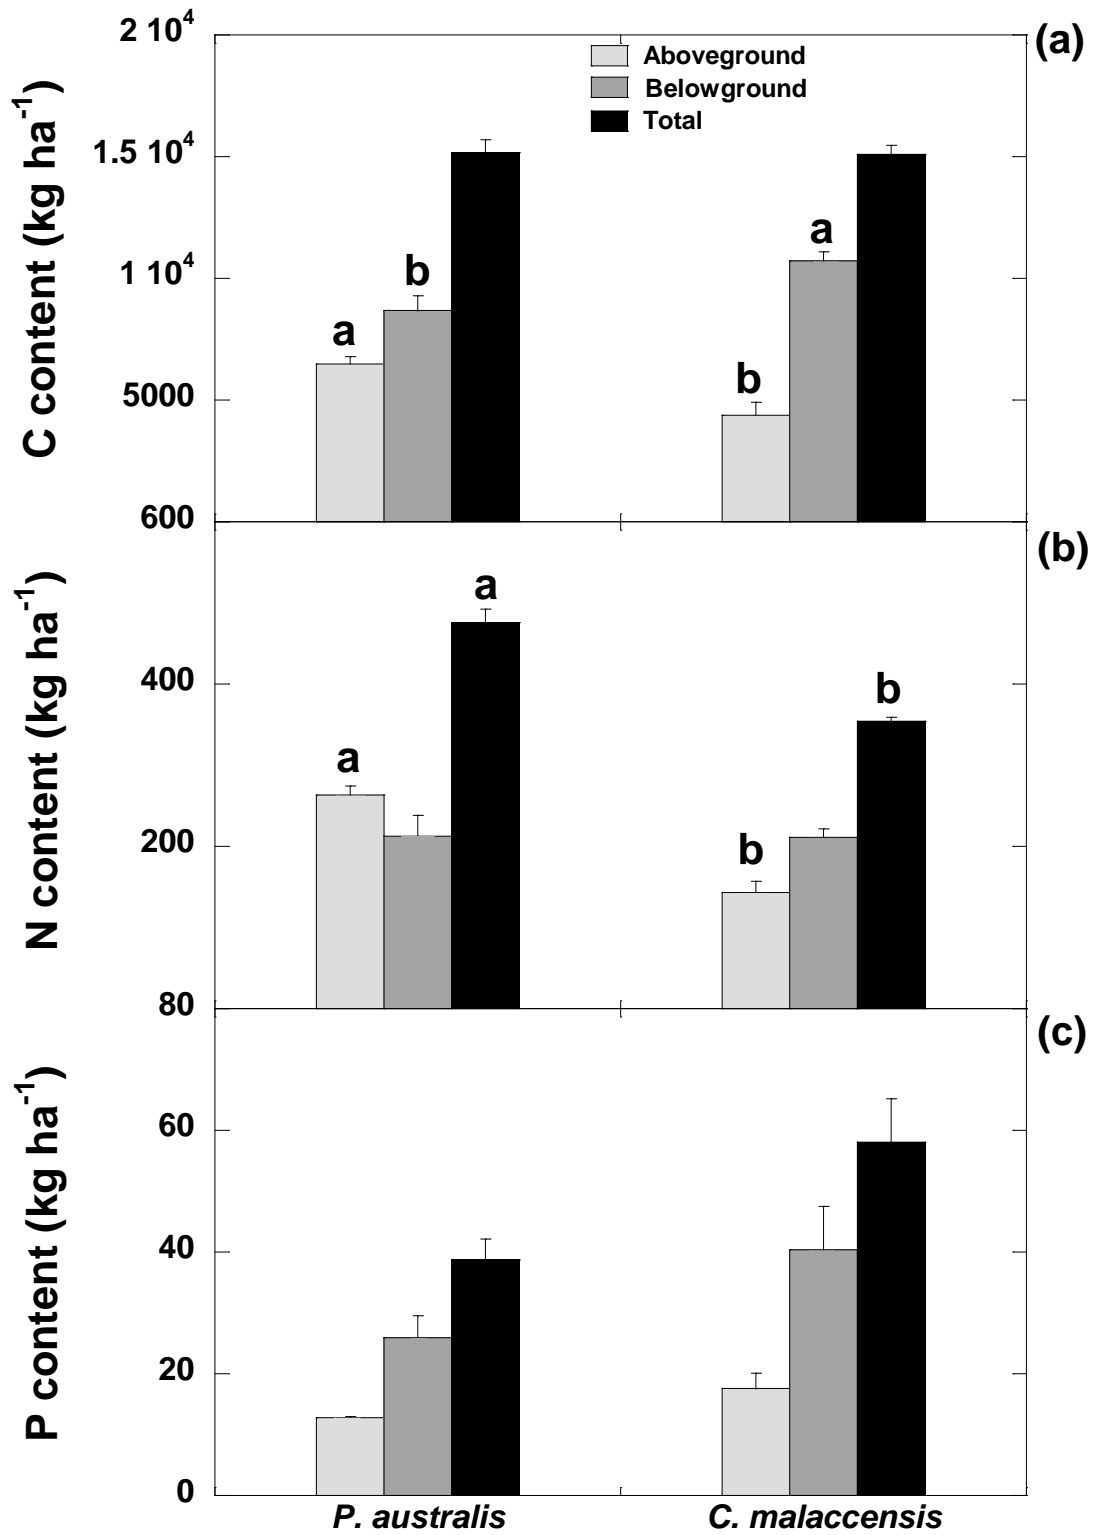 2 10⁴
(a)
Aboveground
Belowground
Total
1.5 10⁴
C content (kg ha⁻¹)
a
b
1 10⁴
a
b
5000
600
(b)
N content (kg ha⁻¹)
a
400
b
a
b
200
80
(c)
P content (kg ha⁻¹)
60
40
20
0
P. australis
C. malaccensis